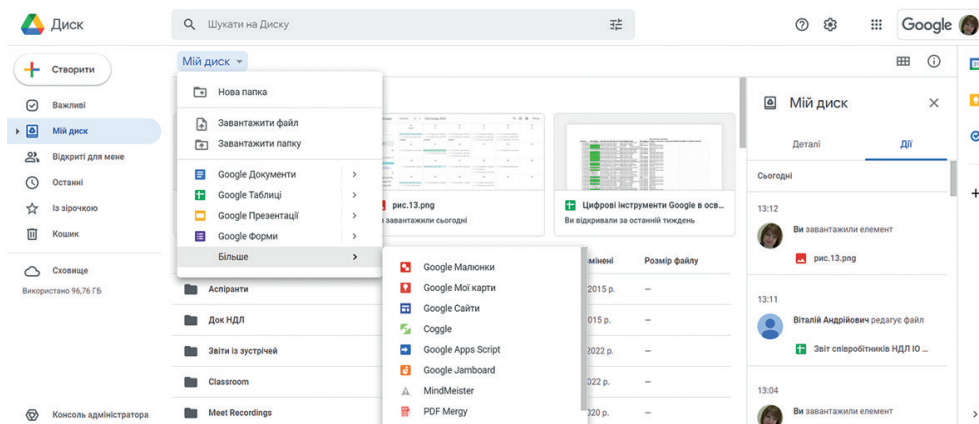 Диск
Шукати на Диску
Google
Створити
Важливі
Мій диск
Відкриті для мене
Останні
Із зірочкою
Кошик
Сховище
Використано 96,76 ГБ
Консоль адміністратора
Мій диск
Нова папка
Завантажити файл
Завантажити папку
Google Документи
Google Таблиці
Google Презентації
Google Форми
Більше
Google Малюнки
Google Мої карти
Google Сайти
Coggle
Google Apps Script
Google Jamboard
MindMeister
PDF Mergy
рис.13.png
завантажили сьогодні
Цифрові інструменти Google в осв...
Ви відкривали за останній тиждень
Розмір файлу
Аспіранти
2015 р. –
Док НДЛ
015 р. –
Звіти із зустрічей
2022 р. –
Classroom
022 р. –
Meet Recordings
020 р. –
Мій диск
Деталі
Дії
Сьогодні
13:12
Ви завантажили елемент
рис.13.png
13:11
Віталій Андрійович редагує файл
Звіт співробітників НДЛ ІО ...
13:04
Ви завантажили елемент